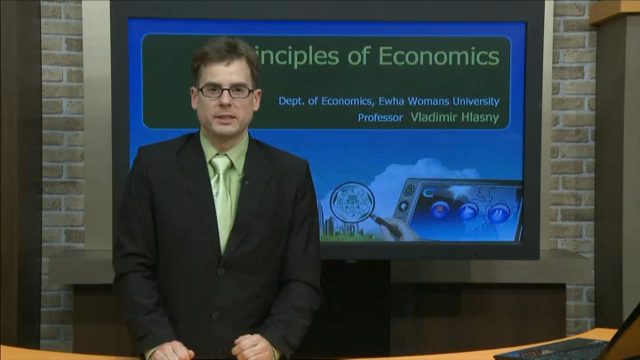 inciples of Economics
Dept. of Economics, Ewha Womans University
Professor Vladimir Hlasny